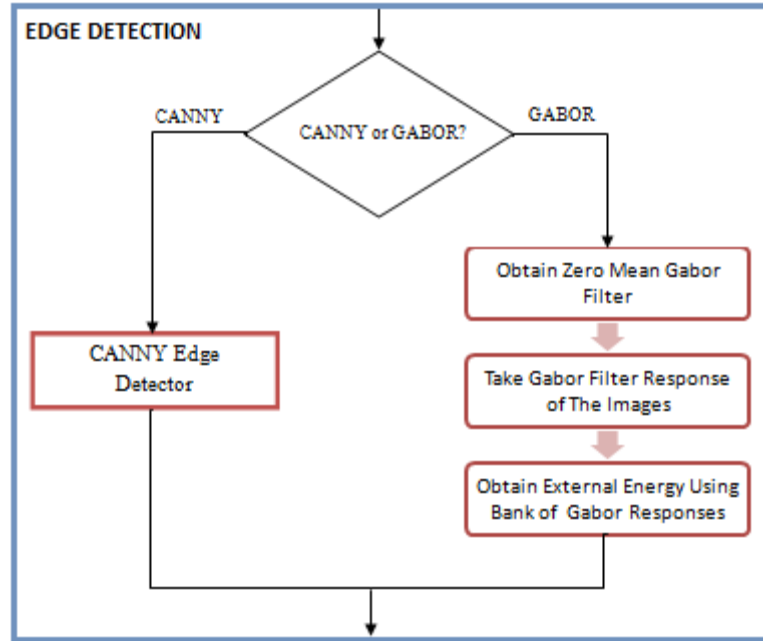 EDGE DETECTION
CANNY or GABOR?
CANNY
GABOR
CANNY Edge
Detector
Obtain Zero Mean Gabor
Filter
Take Gabor Filter Response
of The Images
Obtain External Energy Using
Bank of Gabor Responses